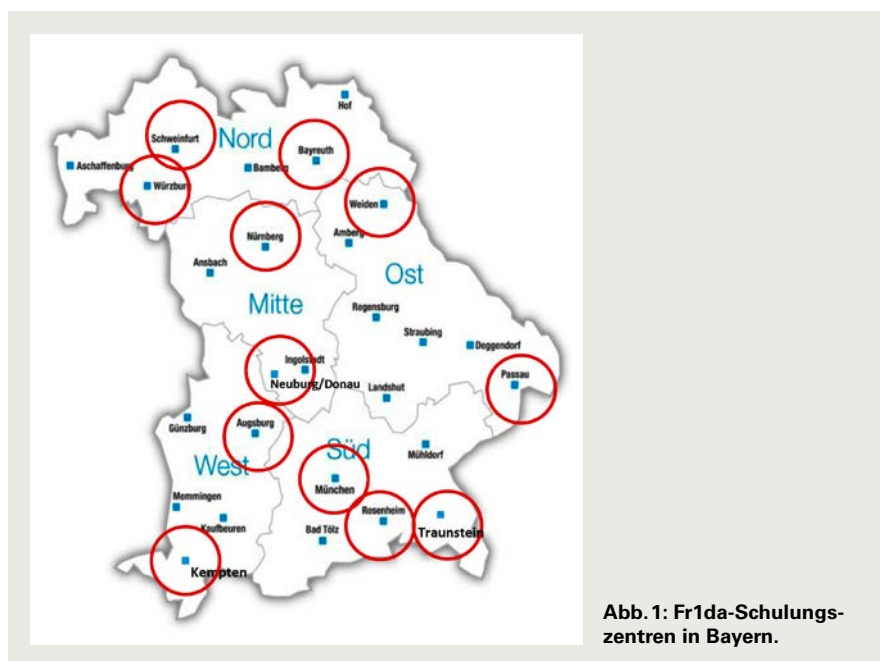 Hof
Schweinfurt
Nord
Bayreuth
Aschaffenburg
Bamberg
Würzburg
Weiden
Nürnberg
Amberg
Ansbach
Ost
Mitte
Regensburg
Straubing
Deggendorf
Ingolstadt
Neuburg/Donau
Passau
Landshut
Günzburg
Augsburg
Süd
Mühldorf
West
München
Memmingen
Rosenheim
Kaufbeuren
Bad Tölz
Traunstein
Kempten
Abb. 1: Fr1da-Schulungs-
zentren in Bayern.